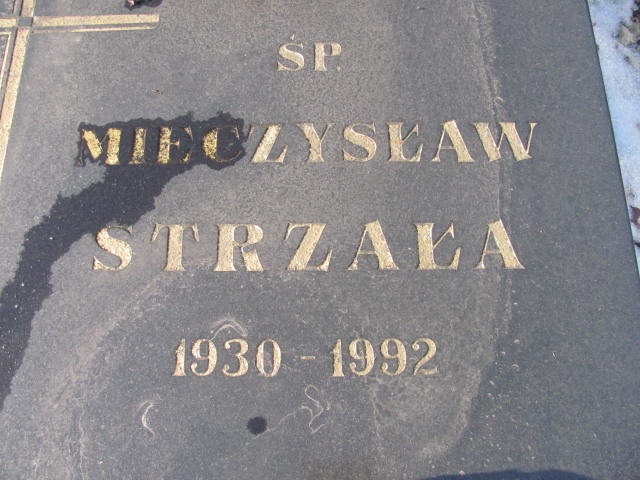 ŚP.
MIECZYSŁAW
STRZAŁA
1930 - 1992